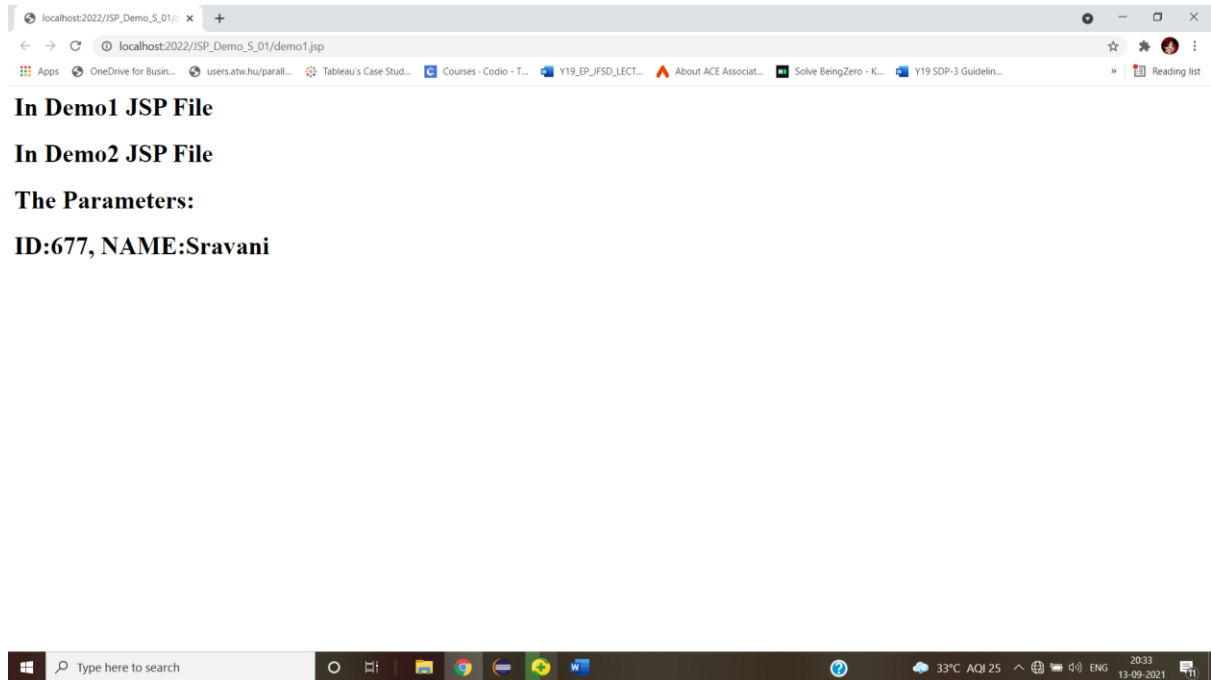 localhost:2022/JSP_Demo_S_01/d
localhost:2022/JSP_Demo_S_01/demo1.jsp
Apps OneDrive for Busin... users.atw.hu/parall... Tableau's Case Stud... Courses - Codio - T... Y19_EP_JFSD_LECT... About ACE Associat... Solve BeingZero - K... Y19 SDP-3 Guidelin... » Reading list
In Demo1 JSP File
In Demo2 JSP File
The Parameters:
ID:677, NAME:Sravani
Type here to search
33°C AQI 25 ENG 20:33
13-09-2021